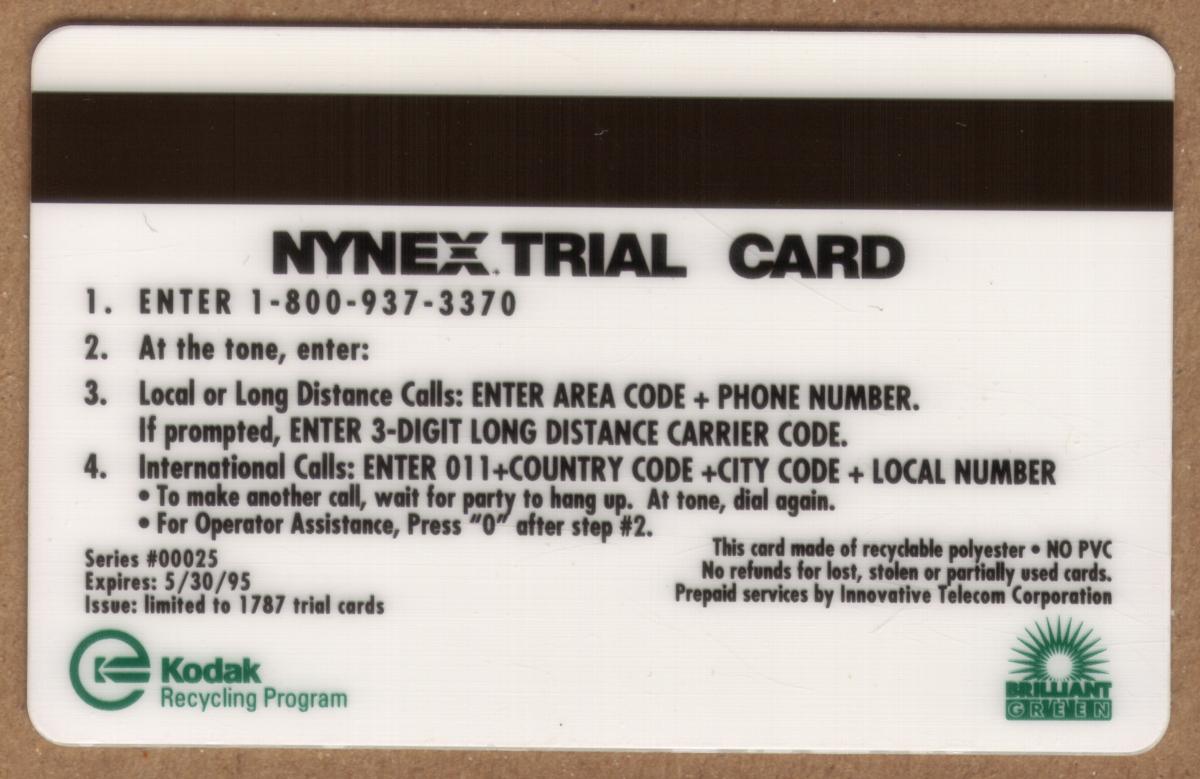 NYNEX TRIAL CARD
1. ENTER 1-800-937-3370
2. At the tone, enter:
3. Local or Long Distance Calls: ENTER AREA CODE + PHONE NUMBER.
If prompted, ENTER 3-DIGIT LONG DISTANCE CARRIER CODE.
4. International Calls: ENTER 011+COUNTRY CODE +CITY CODE + LOCAL NUMBER
• To make another call, wait for party to hang up. At tone, dial again.
• For Operator Assistance, Press "0" after step #2.
Series #00025
Expires: 5/30/95
Issue: limited to 1787 trial cards
This card made of recyclable polyester • NO PVC
No refunds for lost, stolen or partially used cards.
Prepaid services by Innovative Telecom Corporation
Kodak
Recycling Program
BRILLIANT
GREEN